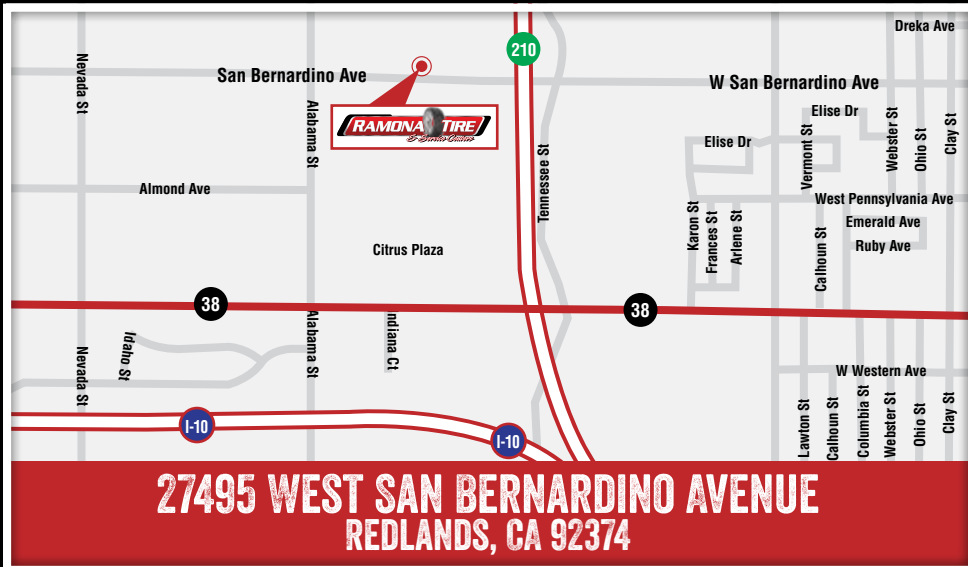 Dreka Ave
210
San Bernardino Ave
W San Bernardino Ave
Nevada St
Alabama St
RAMONA TIRE
& Service Centers
Elise Dr
Elise Dr
Vermont St
Webster St
Ohio St
Clay St
Tennessee St
Almond Ave
West Pennsylvania Ave
Karon St
Frances St
Arlene St
Emerald Ave
Ruby Ave
Calhoun St
Citrus Plaza
38
38
Nevada St
Idaho St
Alabama St
Indiana Ct
W Western Ave
Lawton St
Calhoun St
Columbia St
Webster St
Ohio St
Clay St
I-10
I-10
27495 WEST SAN BERNARDINO AVENUE
REDLANDS, CA 92374